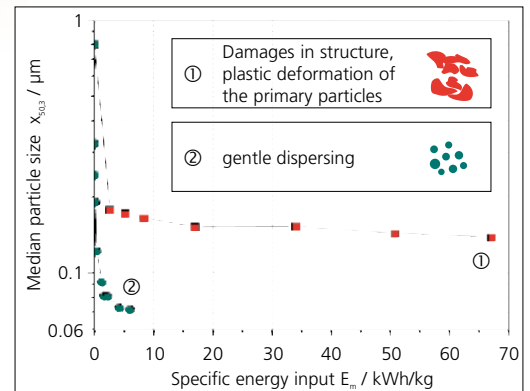 1
Median particle size x50,3 / µm
0.1
0.06
① Damages in structure,
plastic deformation of
the primary particles
② gentle dispersing
①
②
0 10 20 30 40 50 60 70
Specific energy input Em / kWh/kg